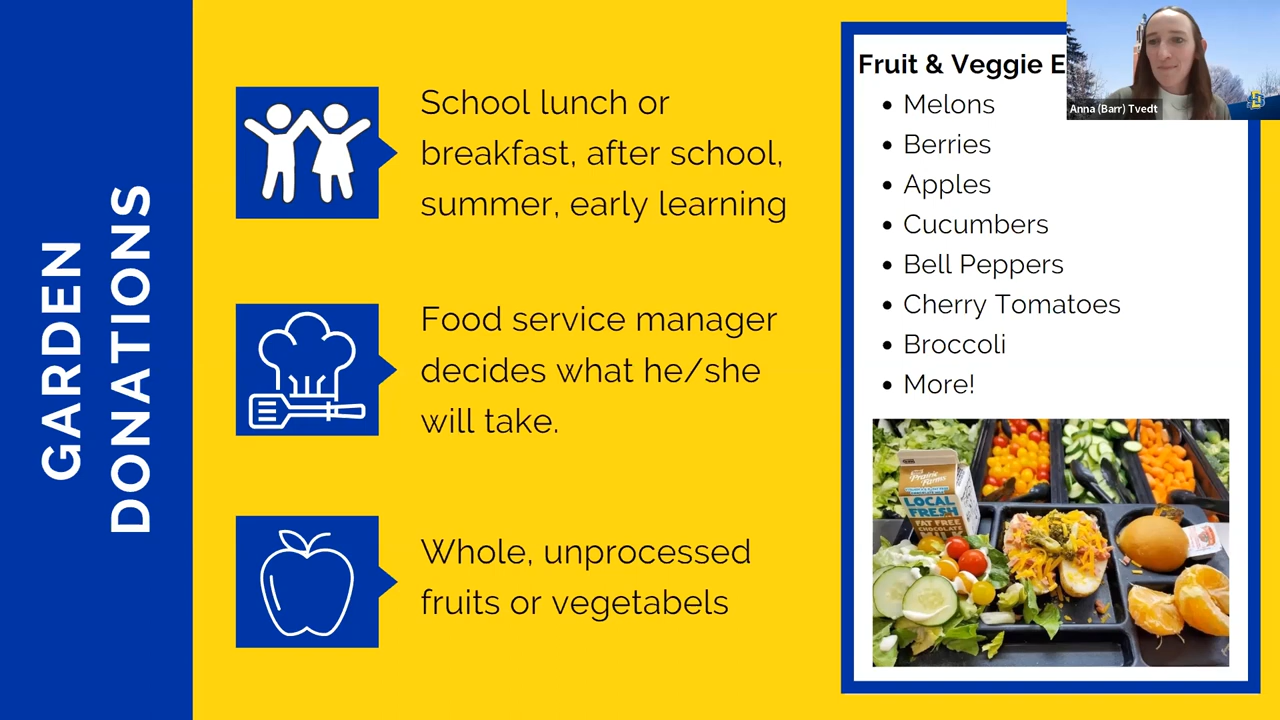 GARDEN
DONATIONS
School lunch or
breakfast, after school,
summer, early learning
Food service manager
decides what he/she
will take.
Whole, unprocessed
fruits or vegetabels
Fruit & Veggie E
• Melons
• Berries
• Apples
• Cucumbers
• Bell Peppers
• Cherry Tomatoes
• Broccoli
• More!
Prairie
Farms
LOCAL
FRESH
FAT FREE
CHOCOLATE
Anna (Barr) Tvedt